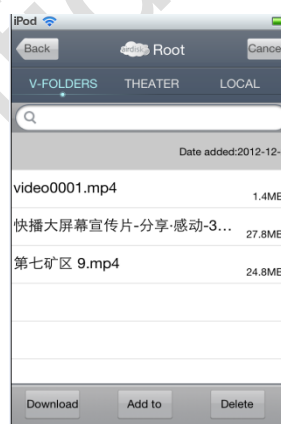 iPod
Back
airdisk
Root
Cance
V-FOLDERS
THEATER
LOCAL
Date added:2012-12-
video0001.mp4
1.4MB
快播大屏幕宣传片-分享·感动-3...
27.8MB
第七矿区 9.mp4
24.8MB
Download
Add to
Delete